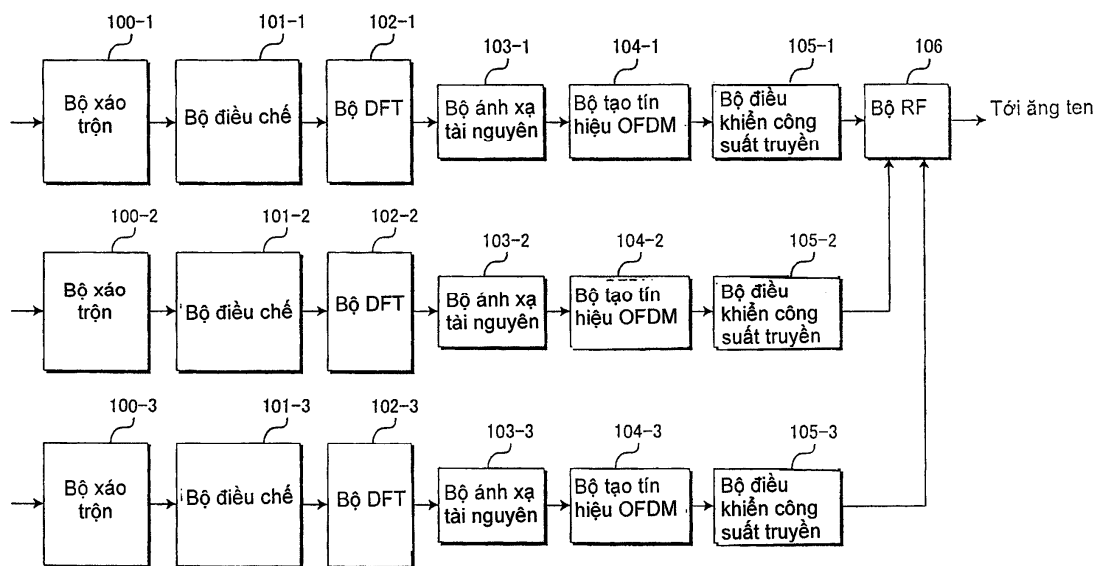 100-1
101-1
102-1
103-1
104-1
105-1
106
Bộ xáo
trộn
Bộ điều chế
Bộ DFT
Bộ ánh xạ
tài nguyên
Bộ tạo tín
hiệu OFDM
Bộ điều
khiển công
suất truyền
Bộ RF
Tới ăng ten
100-2
101-2
102-2
103-2
104-2
105-2
Bộ xáo
trộn
Bộ điều chế
Bộ DFT
Bộ ánh xạ
tài nguyên
Bộ tạo tín
hiệu OFDM
Bộ điều
khiển công
suất truyền
100-3
101-3
102-3
103-3
104-3
105-3
Bộ xáo
trộn
Bộ điều chế
Bộ DFT
Bộ ánh xạ
tài nguyên
Bộ tạo tín
hiệu OFDM
Bộ điều
khiển công
suất truyền